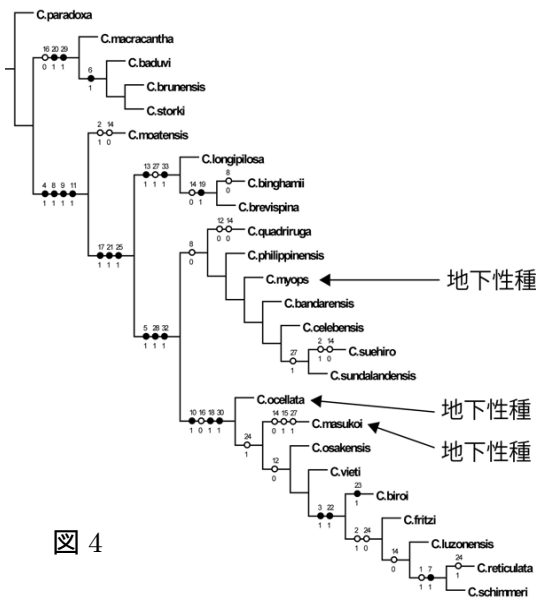 C.paradoxa
16 20 29
0 1 1
C.macracantha
6
1
C.baduvi
C.brunensis
C.storki
2 14
1 0
C.moatensis
4 8 9 11
1 1 1 1
13 27 33
1 1 1
C.longipilosa
14 19
0 1
8
0
C.binghamii
C.brevispina
17 21 25
1 1 1
8
0
12 14
0 0
C.quadriruga
C.philippinensis
C.myops
地下性種
C.bandarensis
5 28 32
1 1 1
C.celebensis
27
1
2 14
1 0
C.suehiro
C.sundalandensis
10 16 18 30
1 0 1 1
C.ocellata
地下性種
24
1
14 15 27
0 1 1
C.masukoi
地下性種
12
0
C.osakensis
C.vieti
3 22
1 1
23
1
C.biroi
2 24
1 0
C.fritzi
14
0
C.luzonensis
1 7
1 1
24
1
C.reticulata
C.schimmeri
図 4